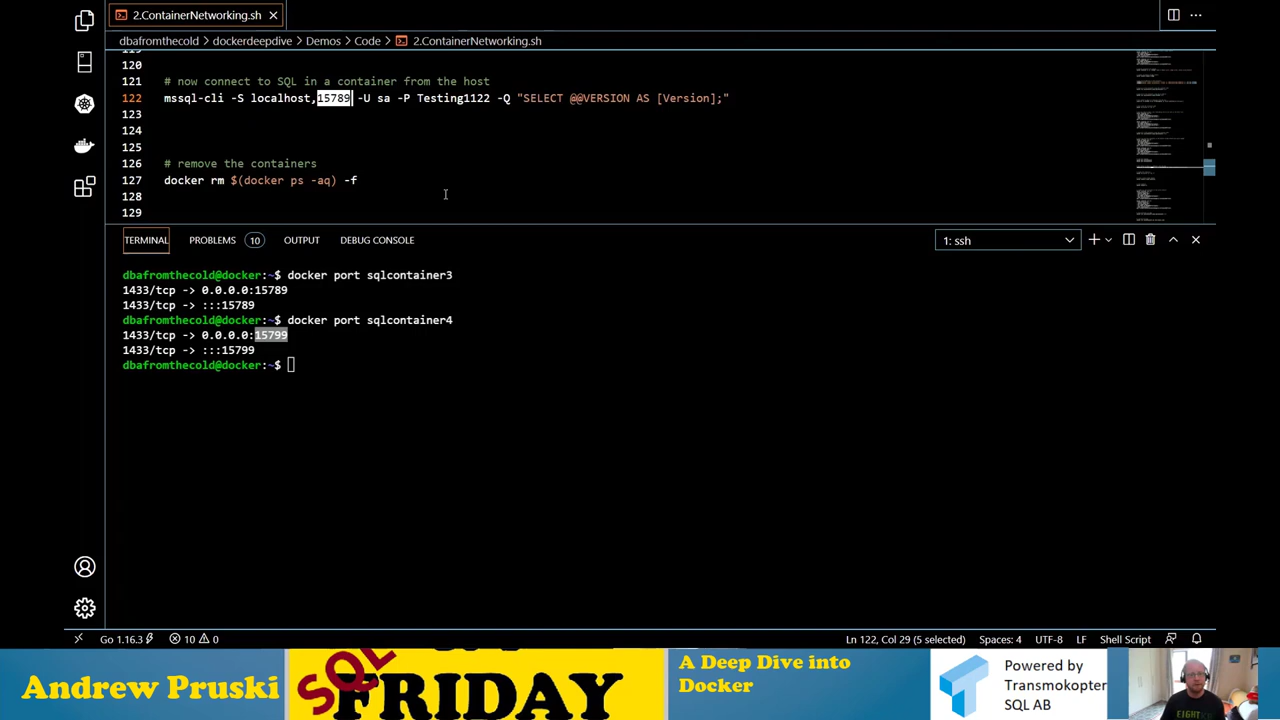 2.ContainerNetworking.sh
dbafromthecold > dockerdeepdive > Demos > Code > 2.ContainerNetworking.sh
120
121 # now connect to SQL in a container from the host
122 mssql-cli -S localhost,15789 -U sa -P Testing1122 -Q "SELECT @@VERSION AS [Version];"
123
124
125
126 # remove the containers
127 docker rm $(docker ps -aq) -f
128
129
TERMINAL PROBLEMS 10 OUTPUT DEBUG CONSOLE 1: ssh
dbafromthecold@docker:~$ docker port sqlcontainer3
1433/tcp -> 0.0.0.0:15789
1433/tcp -> :::15789
dbafromthecold@docker:~$ docker port sqlcontainer4
1433/tcp -> 0.0.0.0:15799
1433/tcp -> :::15799
dbafromthecold@docker:~$
Go 1.16.3 10 0 Ln 122, Col 29 (5 selected) Spaces: 4 UTF-8 LF Shell Script
Andrew Pruski
SQL
FRIDAY
A Deep Dive into
Docker
Powered by
Transmokopter
SQL AB